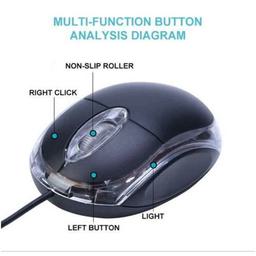 MULTI-FUNCTION BUTTON
ANALYSIS DIAGRAM
NON-SLIP ROLLER
RIGHT CLICK
LIGHT
LEFT BUTTON